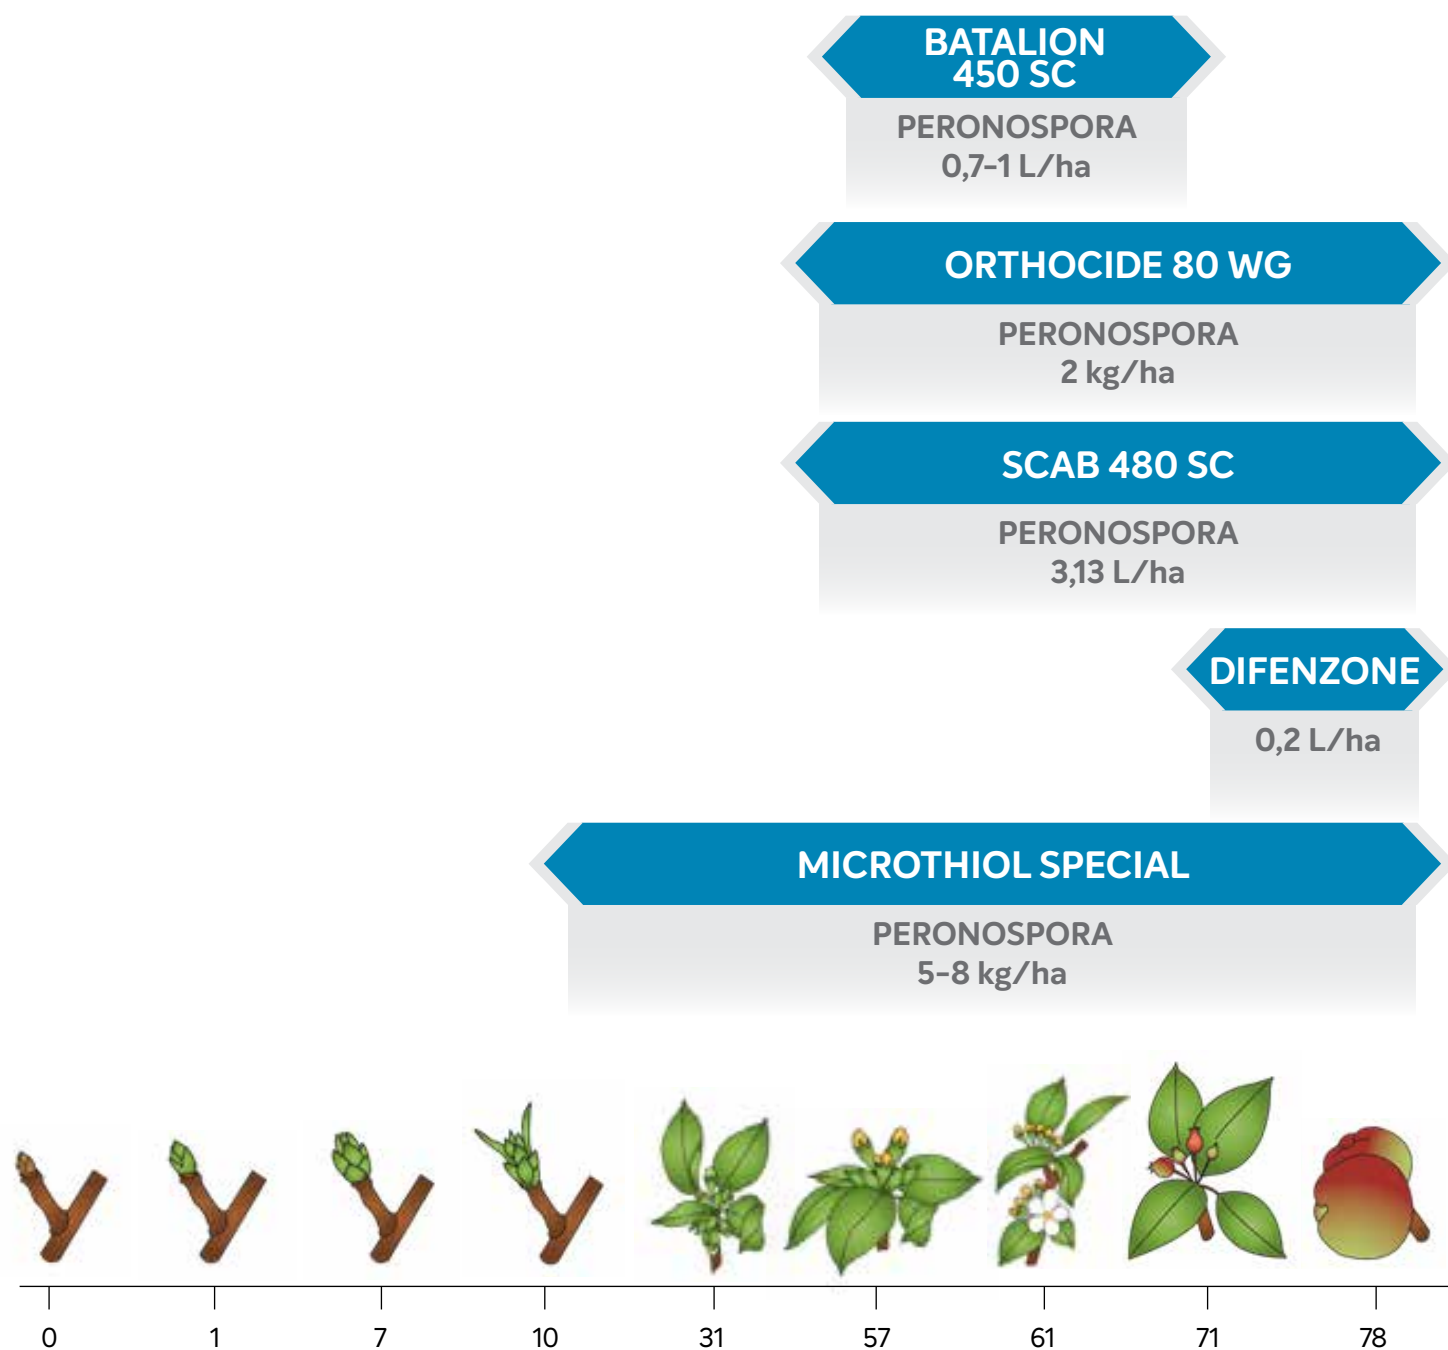 BATALION
450 SC
PERONOSPORA
0,7-1 L/ha
ORTHOCIDE 80 WG
PERONOSPORA
2 kg/ha
SCAB 480 SC
PERONOSPORA
3,13 L/ha
DIFENZONE
0,2 L/ha
MICROTHIOL SPECIAL
PERONOSPORA
5-8 kg/ha
0 1 7 10 31 57 61 71 78